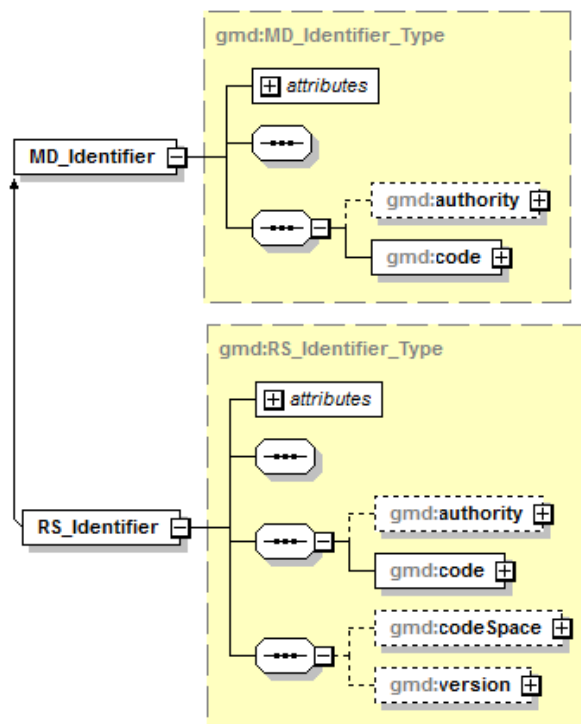 gmd:MD_Identifier_Type
attributes
MD_Identifier
gmd:authority
gmd:code
gmd:RS_Identifier_Type
attributes
RS_Identifier
gmd:authority
gmd:code
gmd:codeSpace
gmd:version